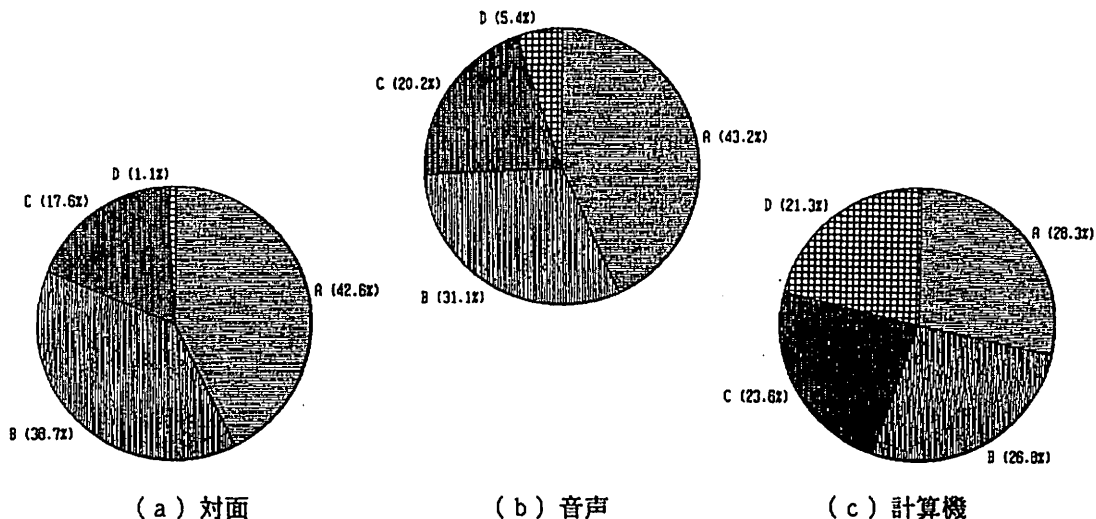 D (5.4%)
C (20.2%)
A (43.2%)
B (31.1%)
D (1.1%)
C (17.6%)
A (42.6%)
B (38.7%)
D (21.3%)
A (28.3%)
C (23.6%)
B (26.8%)
(a) 対面
(b) 音声
(c) 計算機